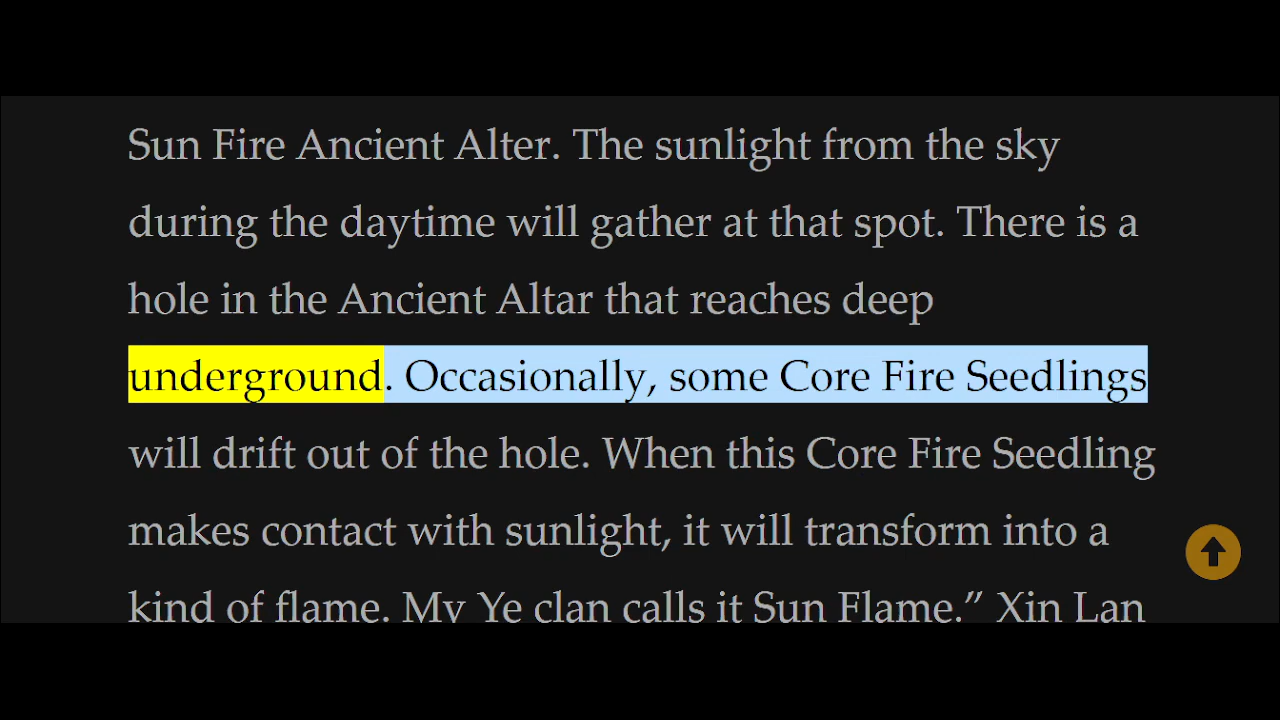 Sun Fire Ancient Alter. The sunlight from the sky
during the daytime will gather at that spot. There is a
hole in the Ancient Altar that reaches deep
underground. Occasionally, some Core Fire Seedlings
will drift out of the hole. When this Core Fire Seedling
makes contact with sunlight, it will transform into a
kind of flame. My Ye clan calls it Sun Flame.” Xin Lan